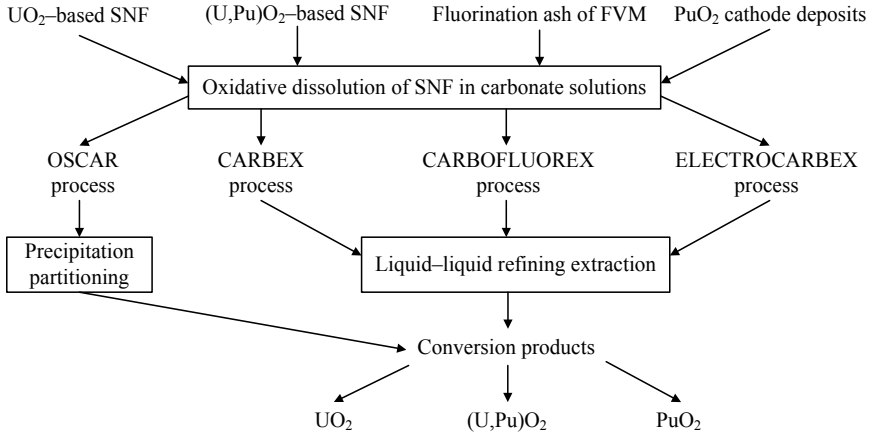 UO₂–based SNF
(U,Pu)O₂–based SNF
Fluorination ash of FVM
PuO₂ cathode deposits
Oxidative dissolution of SNF in carbonate solutions
OSCAR
process
CARBEX
process
CARBOFLUOREX
process
ELECTROCARBEX
process
Precipitation
partitioning
Liquid–liquid refining extraction
Conversion products
UO₂
(U,Pu)O₂
PuO₂